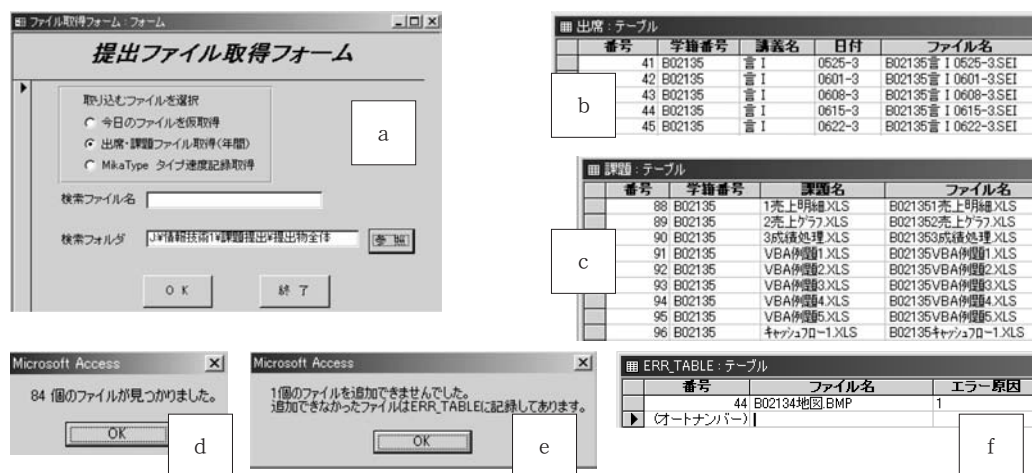 ファイル取得フォーム : フォーム
提出ファイル取得フォーム
取り込むファイルを選択
今日のファイルを仮取得
出席・課題ファイル取得(年間)
MikaType タイプ速度記録取得
検索ファイル名
検索フォルダ J:¥情報技術1¥課題提出¥提出物全体 参照
OK 終了
a
出席 : テーブル
番号 学籍番号 講義名 日付 ファイル名
41 B02135 言Ⅰ 0525-3 B02135言Ⅰ0525-3.SEI
42 B02135 言Ⅰ 0601-3 B02135言Ⅰ0601-3.SEI
43 B02135 言Ⅰ 0608-3 B02135言Ⅰ0608-3.SEI
44 B02135 言Ⅰ 0615-3 B02135言Ⅰ0615-3.SEI
45 B02135 言Ⅰ 0622-3 B02135言Ⅰ0622-3.SEI
b
課題 : テーブル
番号 学籍番号 課題名 ファイル名
88 B02135 1売上明細.XLS B021351売上明細.XLS
89 B02135 2売上グラフ.XLS B021352売上グラフ.XLS
90 B02135 3成績処理.XLS B021353成績処理.XLS
91 B02135 VBA例題1.XLS B02135VBA例題1.XLS
92 B02135 VBA例題2.XLS B02135VBA例題2.XLS
93 B02135 VBA例題3.XLS B02135VBA例題3.XLS
94 B02135 VBA例題4.XLS B02135VBA例題4.XLS
95 B02135 VBA例題5.XLS B02135VBA例題5.XLS
96 B02135 キャッシュフロー1.XLS B02135キャッシュフロー1.XLS
c
Microsoft Access
84 個のファイルが見つかりました。
OK
d
Microsoft Access
1個のファイルを追加できませんでした。
追加できなかったファイルはERR_TABLEに記録してあります。
OK
e
ERR_TABLE : テーブル
番号 ファイル名 エラー原因
44 B02134地図.BMP 1
(オートナンバー)
f